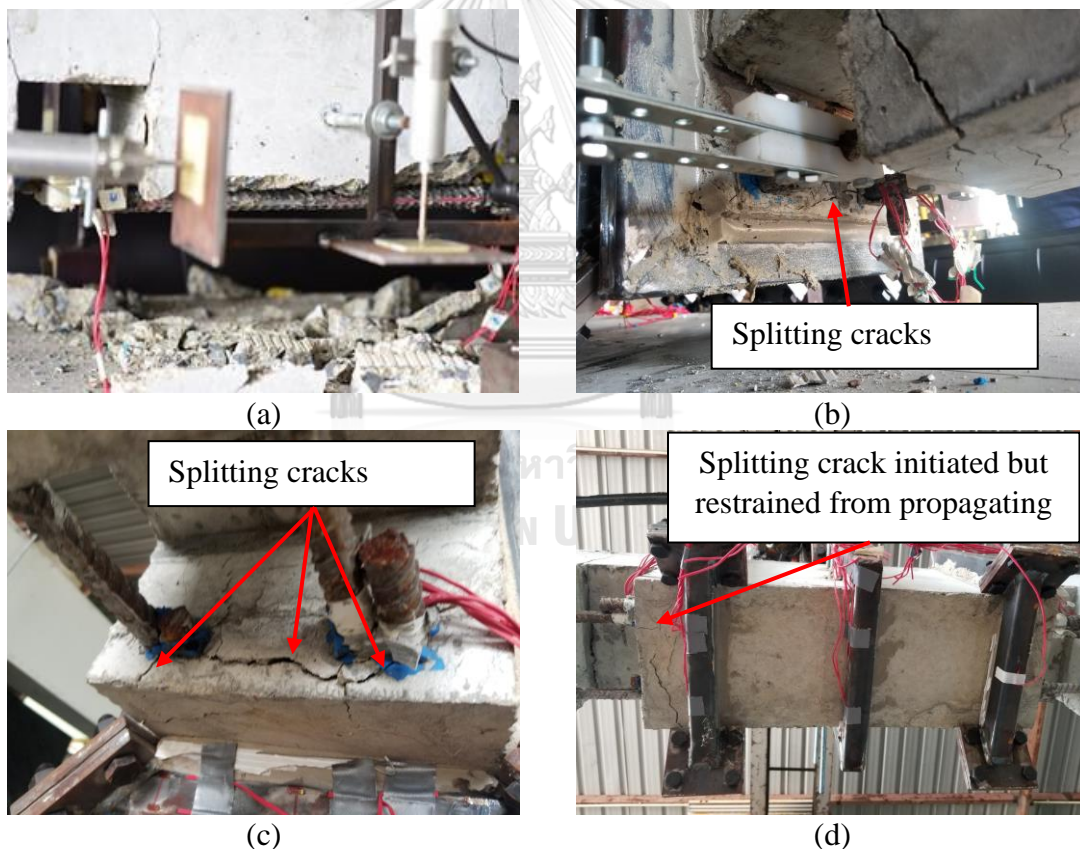 Splitting cracks
(a)
(b)
Splitting cracks
Splitting crack initiated but
restrained from propagating
(c)
(d)